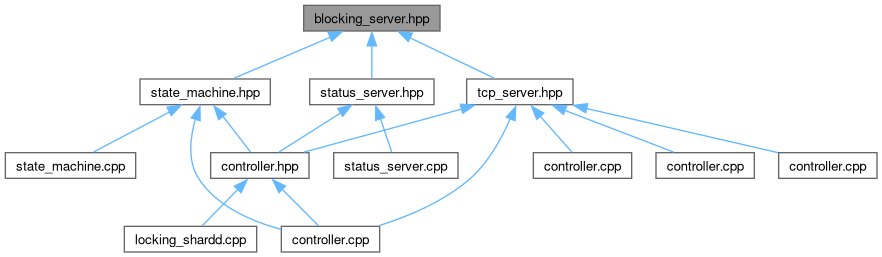 blocking_server.hpp
state_machine.hpp
status_server.hpp
tcp_server.hpp
state_machine.cpp
controller.hpp
status_server.cpp
controller.cpp
controller.cpp
controller.cpp
locking_shardd.cpp
controller.cpp